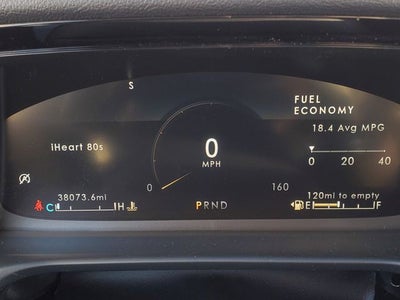 S
FUEL
ECONOMY
18.4 Avg MPG
iHeart 80s
0
MPH
0 20 40
0 160
38073.6mi
120mi to empty
C H
PRND
E F